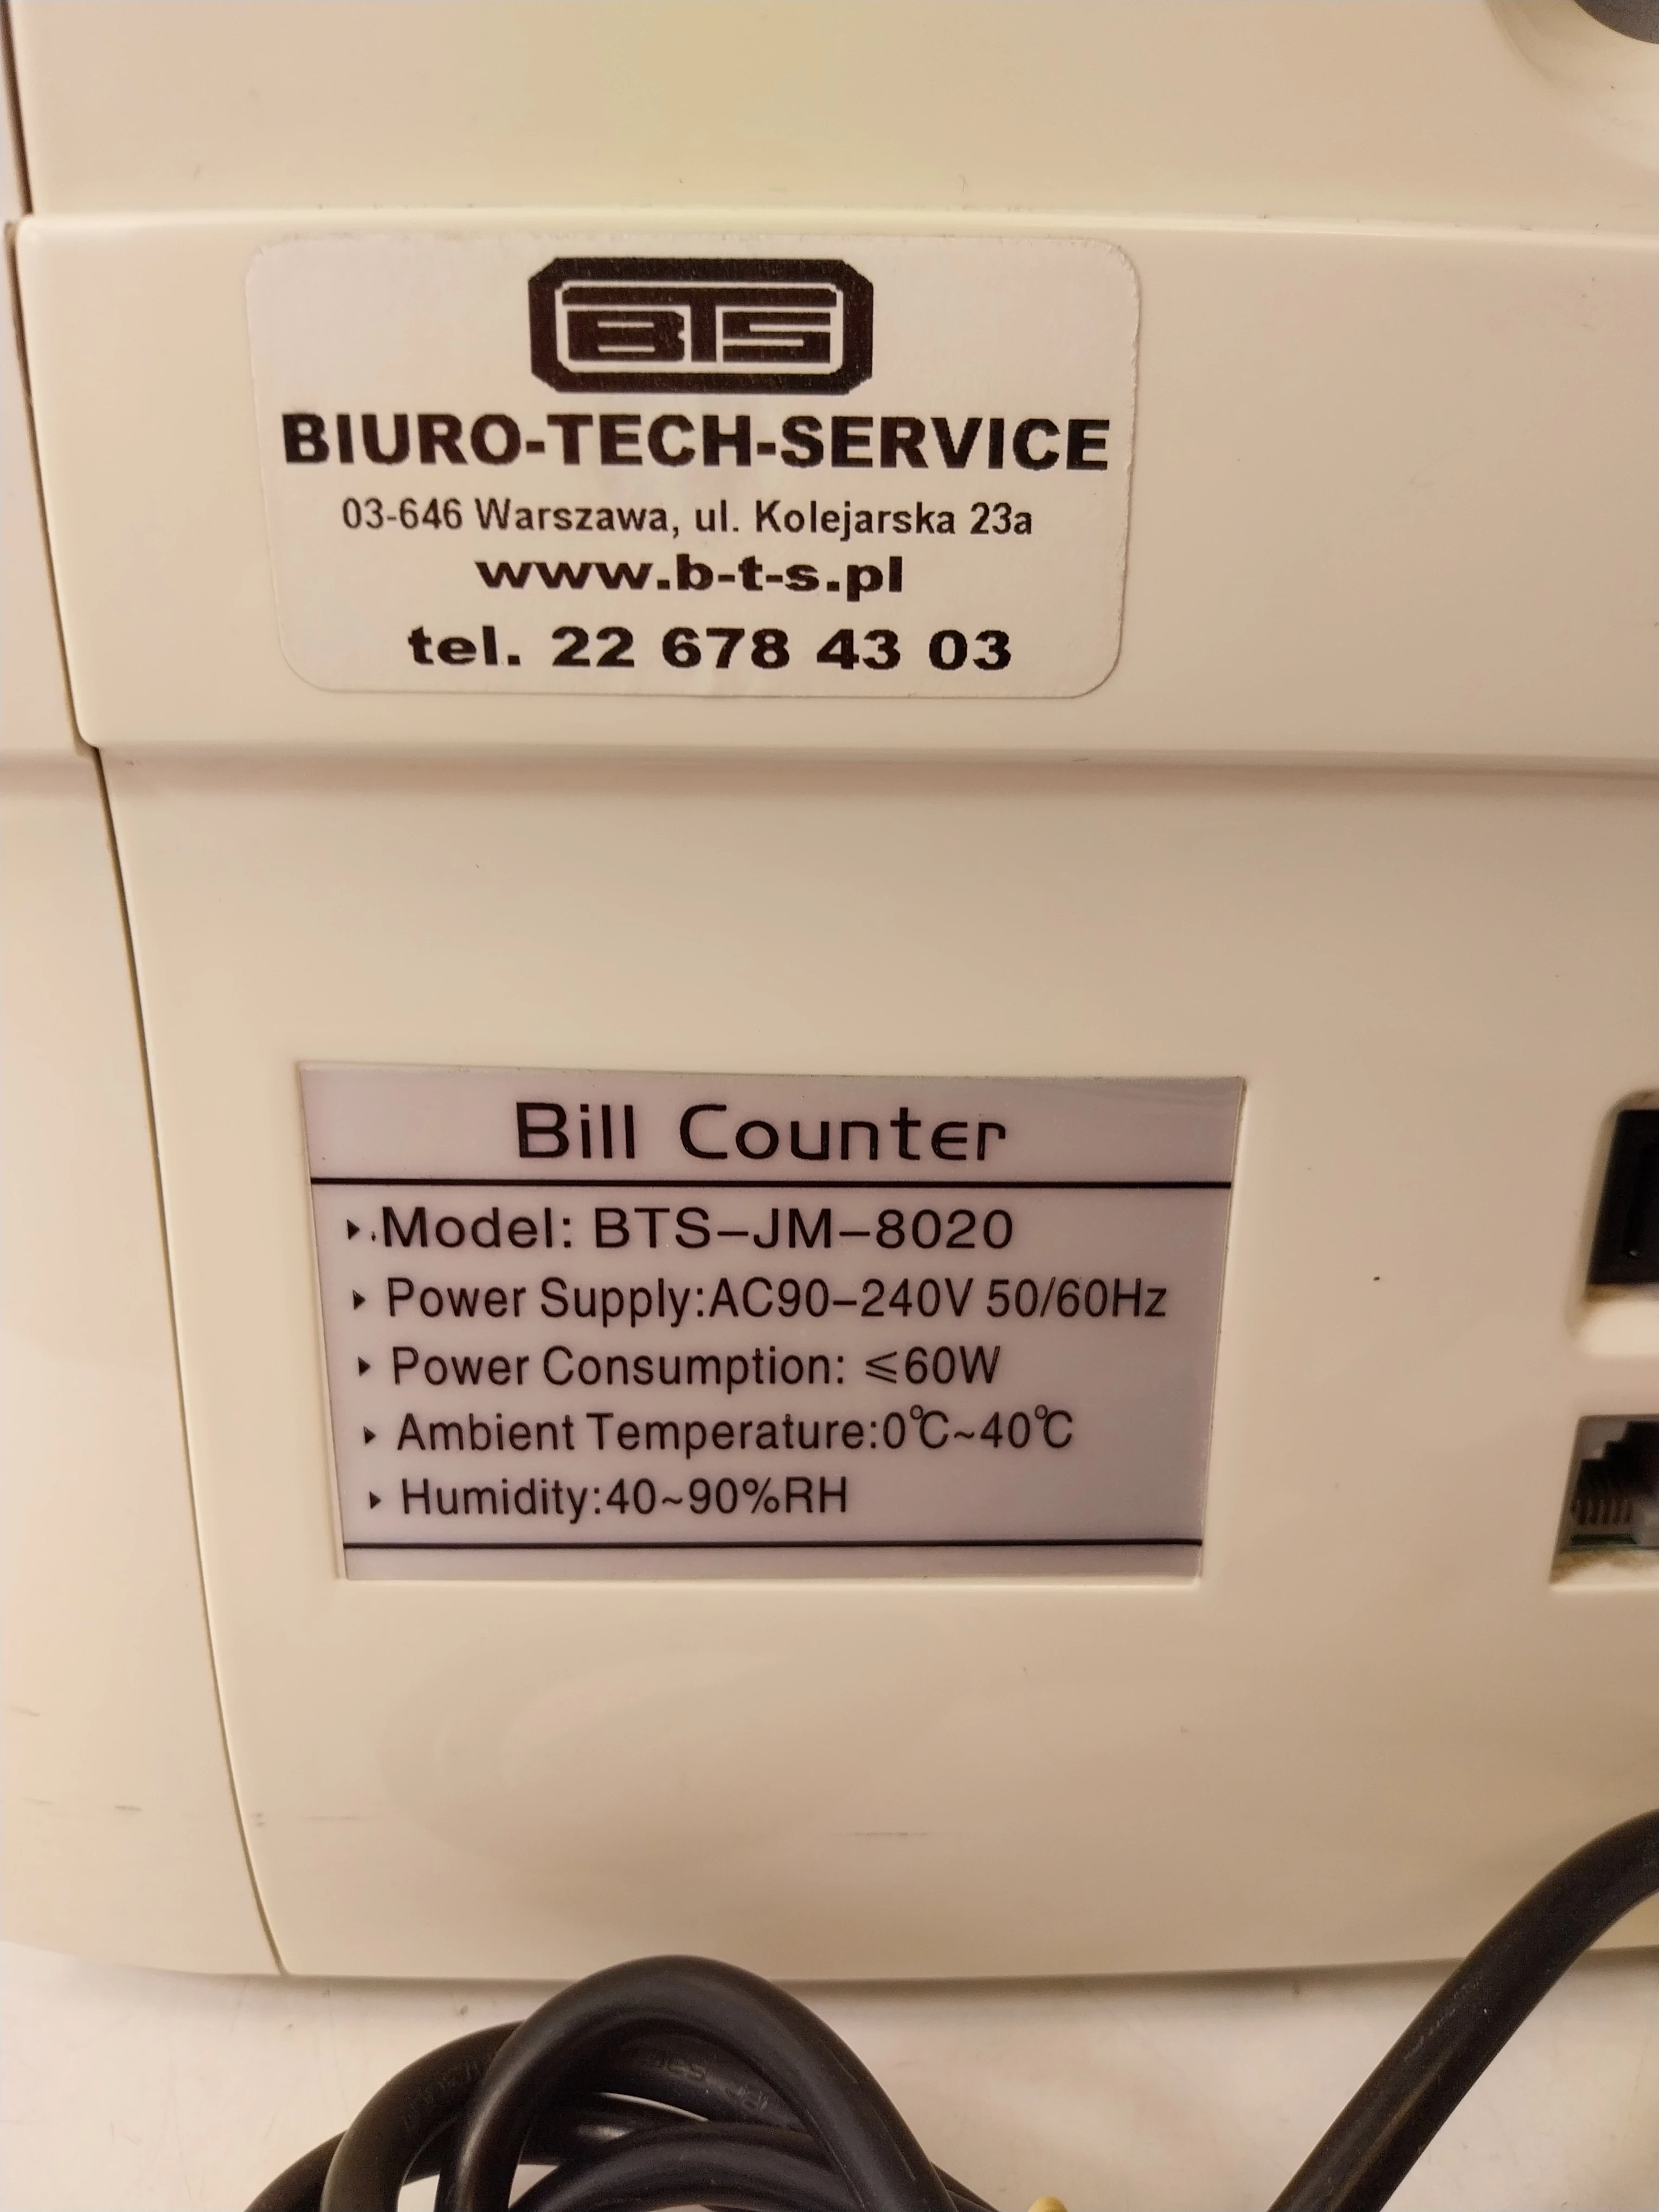 BTS
BIURO-TECH-SERVICE
03-646 Warszawa, ul. Kolejarska 23a
www.b-t-s.pl
tel. 22 678 43 03
Bill Counter
▸ Model: BTS–JM–8020
▸ Power Supply:AC90–240V 50/60Hz
▸ Power Consumption: ⩽60W
▸ Ambient Temperature:0℃~40℃
▸ Humidity:40~90%RH